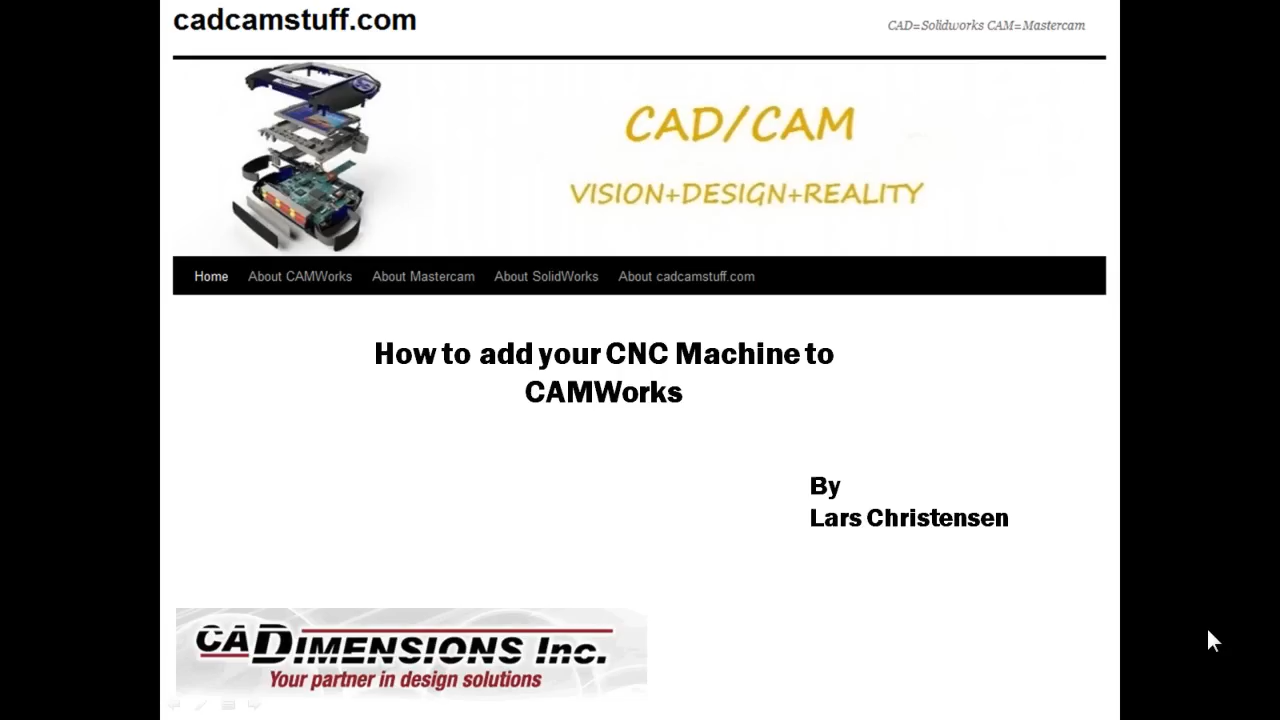 cadcamstuff.com
CAD=Solidworks CAM=Mastercam
CAD/CAM
VISION+DESIGN+REALITY
Home About CAMWorks About Mastercam About SolidWorks About cadcamstuff.com
How to add your CNC Machine to
CAMWorks
By
Lars Christensen
CADIMENSIONS Inc.
Your partner in design solutions